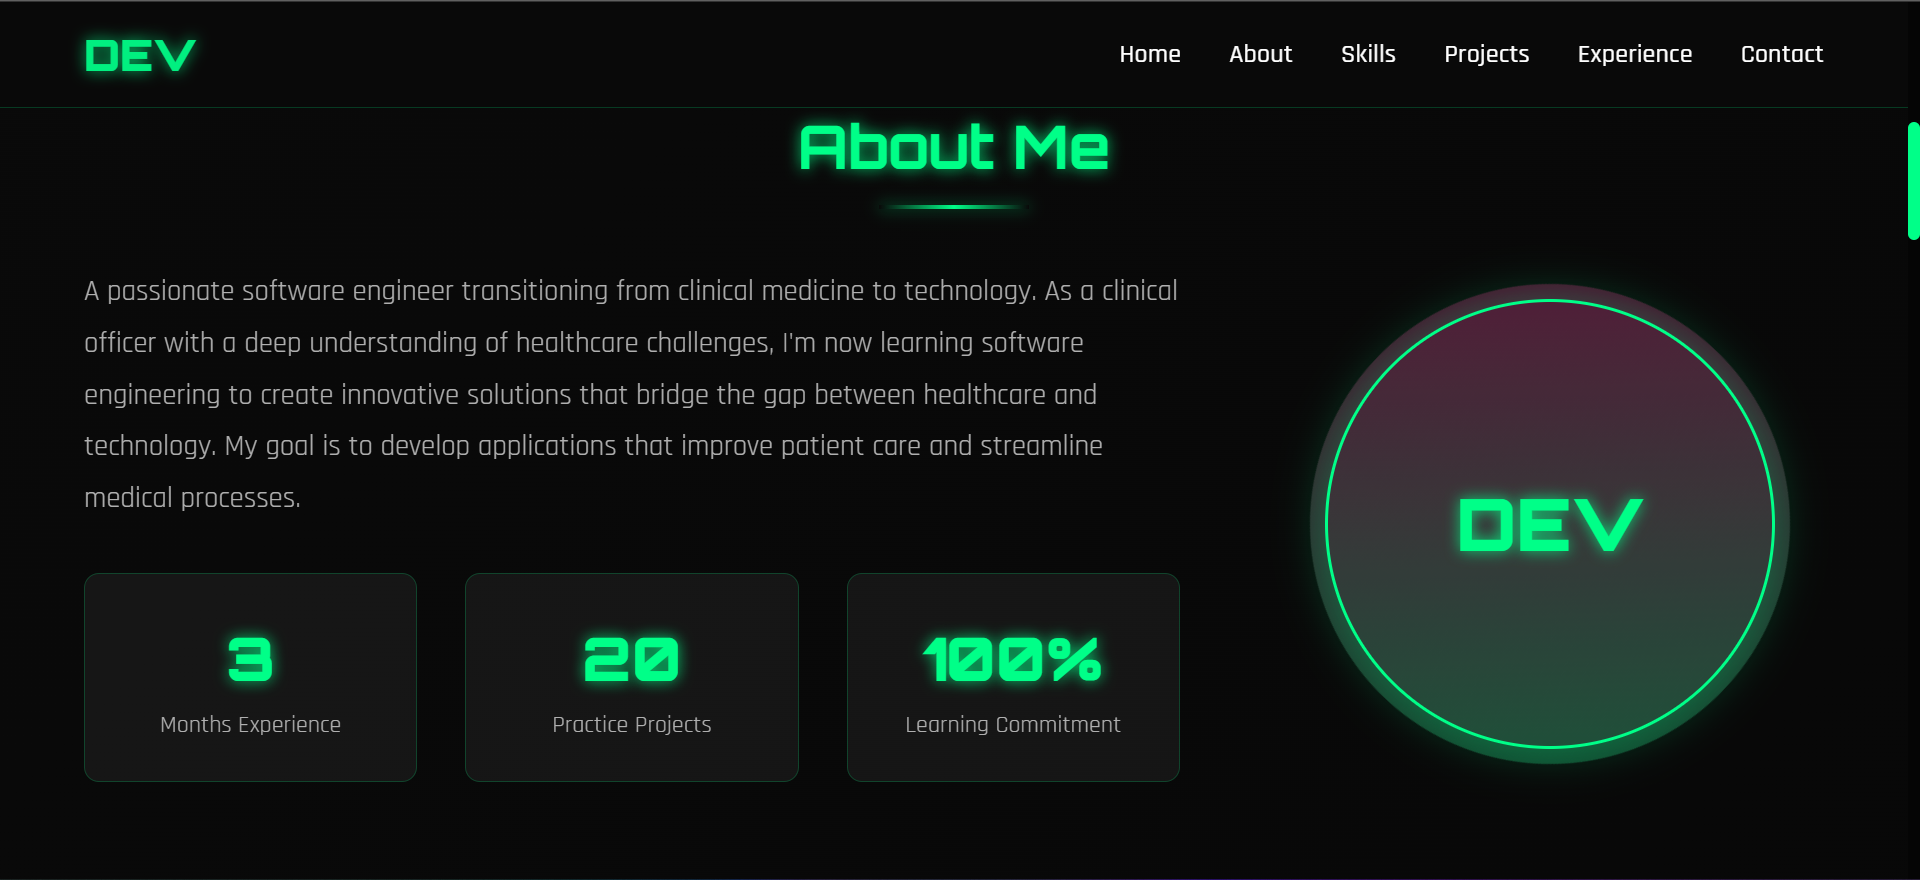 DEV
Home About Skills Projects Experience Contact
About Me
A passionate software engineer transitioning from clinical medicine to technology. As a clinical
officer with a deep understanding of healthcare challenges, I'm now learning software
engineering to create innovative solutions that bridge the gap between healthcare and
technology. My goal is to develop applications that improve patient care and streamline
medical processes.
3
Months Experience
20
Practice Projects
100%
Learning Commitment
DEV